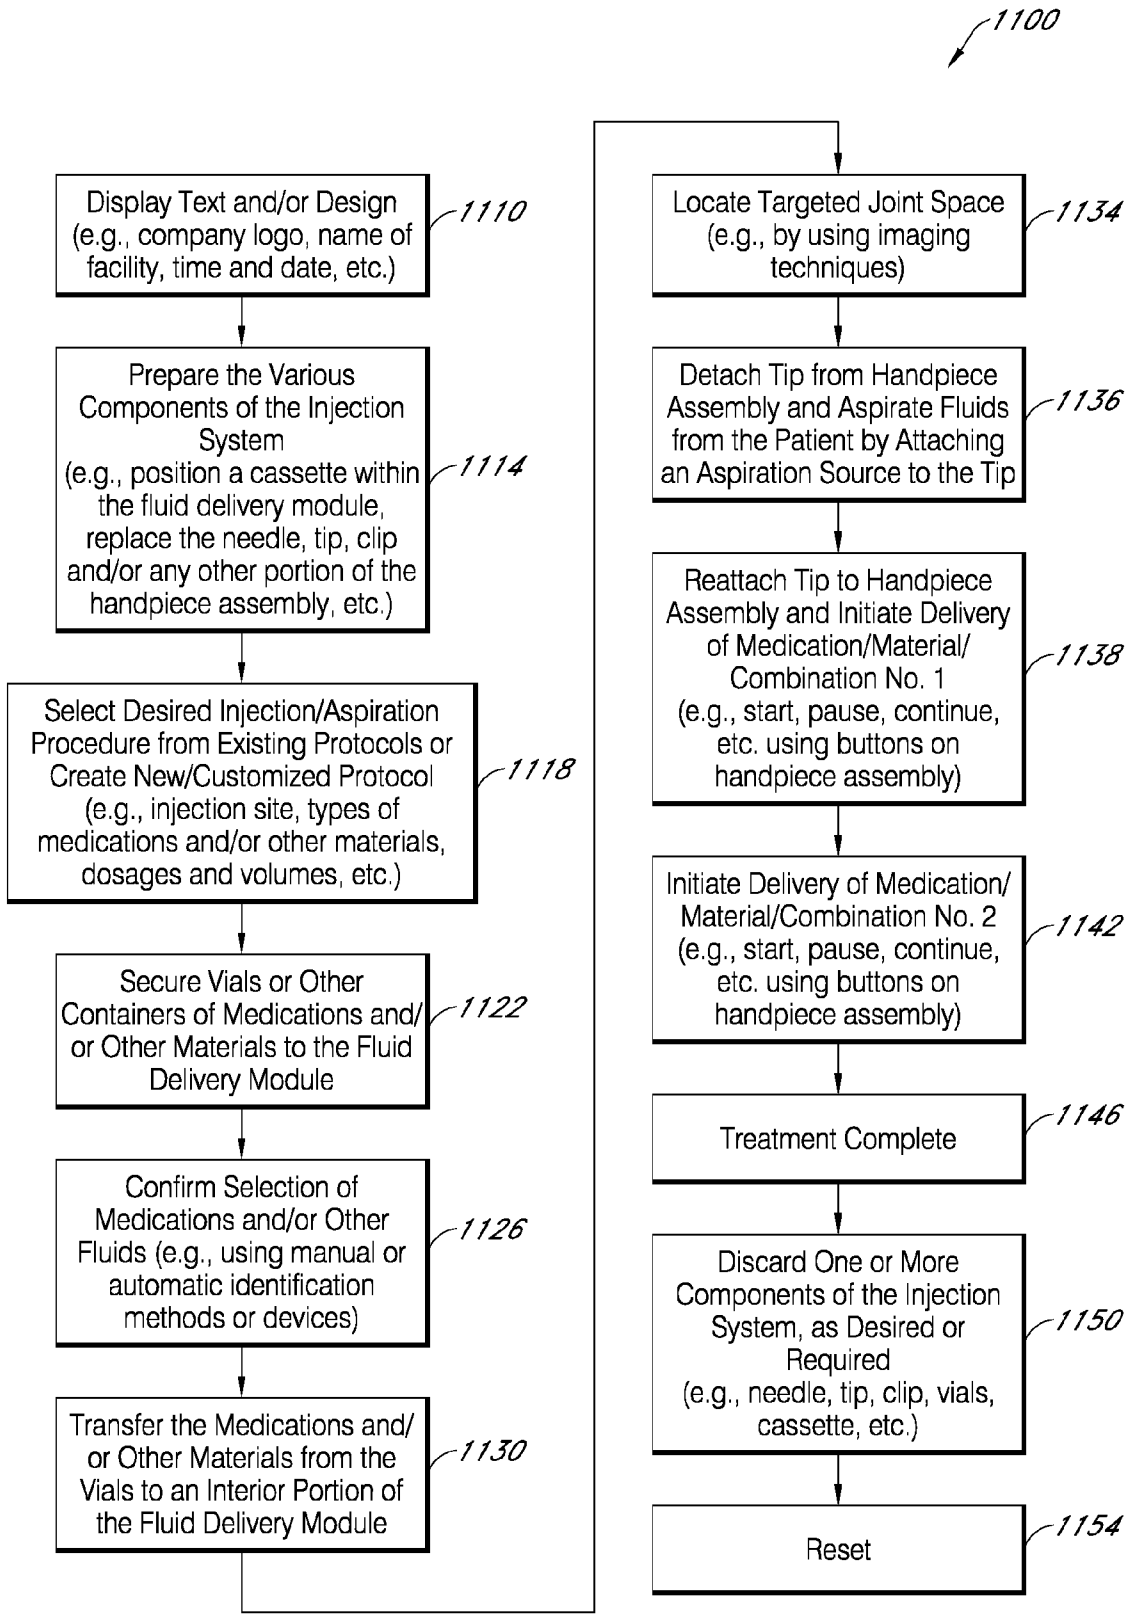 1100
Display Text and/or Design
(e.g., company logo, name of
facility, time and date, etc.)
1110
Prepare the Various
Components of the Injection
System
(e.g., position a cassette within
the fluid delivery module,
replace the needle, tip, clip
and/or any other portion of the
handpiece assembly, etc.)
1114
Select Desired Injection/Aspiration
Procedure from Existing Protocols or
Create New/Customized Protocol
(e.g., injection site, types of
medications and/or other materials,
dosages and volumes, etc.)
1118
Secure Vials or Other
Containers of Medications and/
or Other Materials to the Fluid
Delivery Module
1122
Confirm Selection of
Medications and/or Other
Fluids (e.g., using manual or
automatic identification
methods or devices)
1126
Transfer the Medications and/
or Other Materials from the
Vials to an Interior Portion of
the Fluid Delivery Module
1130
Locate Targeted Joint Space
(e.g., by using imaging
techniques)
1134
Detach Tip from Handpiece
Assembly and Aspirate Fluids
from the Patient by Attaching
an Aspiration Source to the Tip
1136
Reattach Tip to Handpiece
Assembly and Initiate Delivery
of Medication/Material/
Combination No. 1
(e.g., start, pause, continue,
etc. using buttons on
handpiece assembly)
1138
Initiate Delivery of Medication/
Material/Combination No. 2
(e.g., start, pause, continue,
etc. using buttons on
handpiece assembly)
1142
Treatment Complete
1146
Discard One or More
Components of the Injection
System, as Desired or
Required
(e.g., needle, tip, clip, vials,
cassette, etc.)
1150
Reset
1154